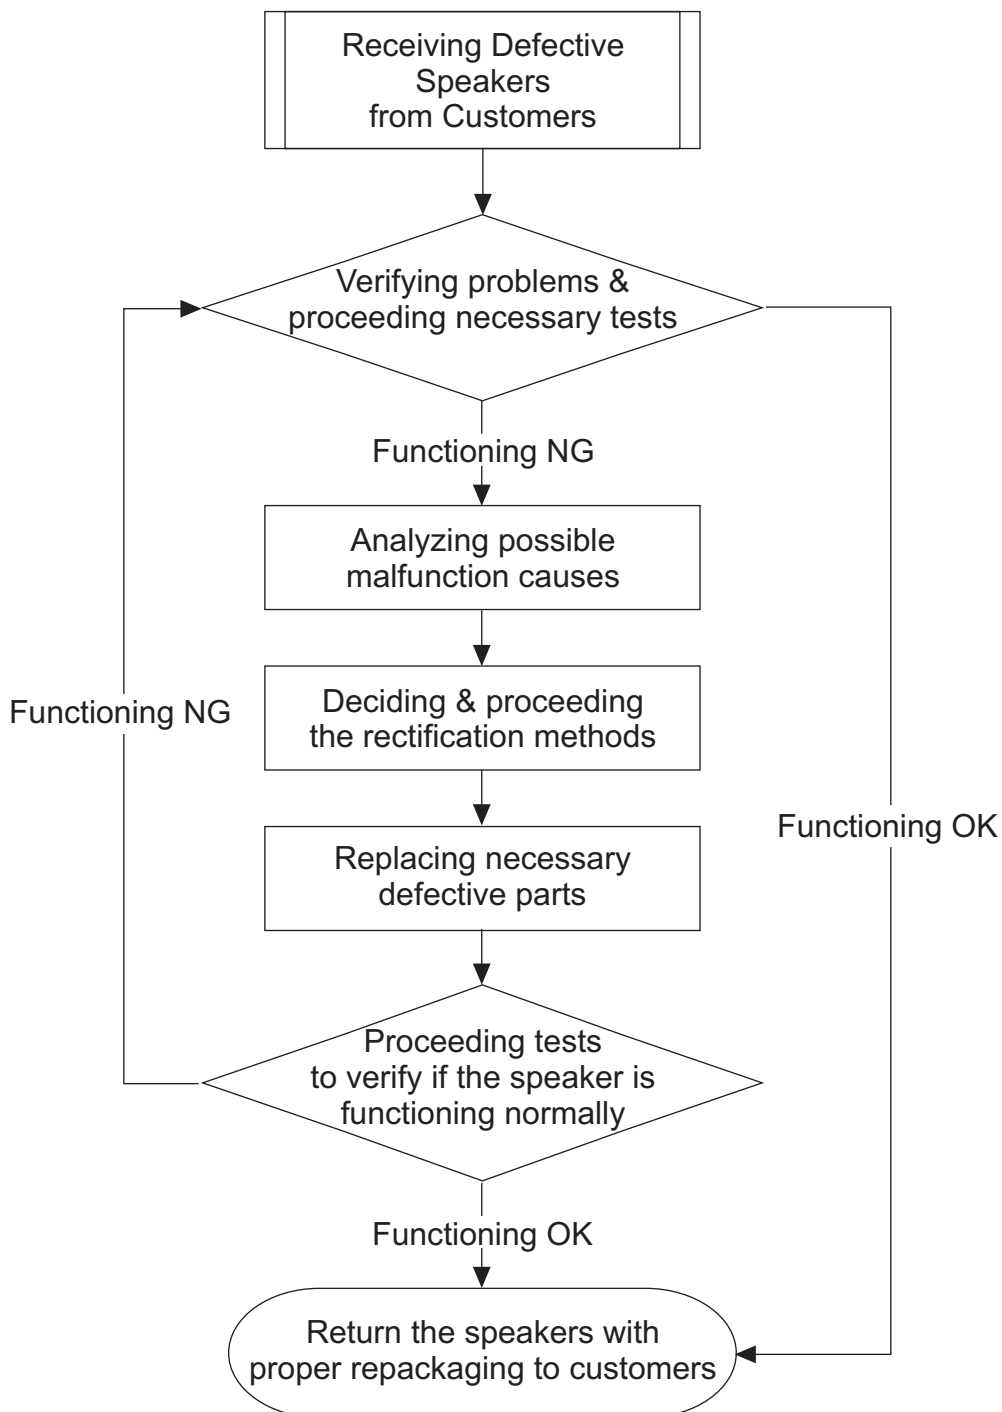 Receiving Defective
Speakers
from Customers
Verifying problems &
proceeding necessary tests
Functioning NG
Analyzing possible
malfunction causes
Deciding & proceeding
the rectification methods
Functioning NG
Replacing necessary
defective parts
Functioning OK
Proceeding tests
to verify if the speaker is
functioning normally
Functioning OK
Return the speakers with
proper repackaging to customers